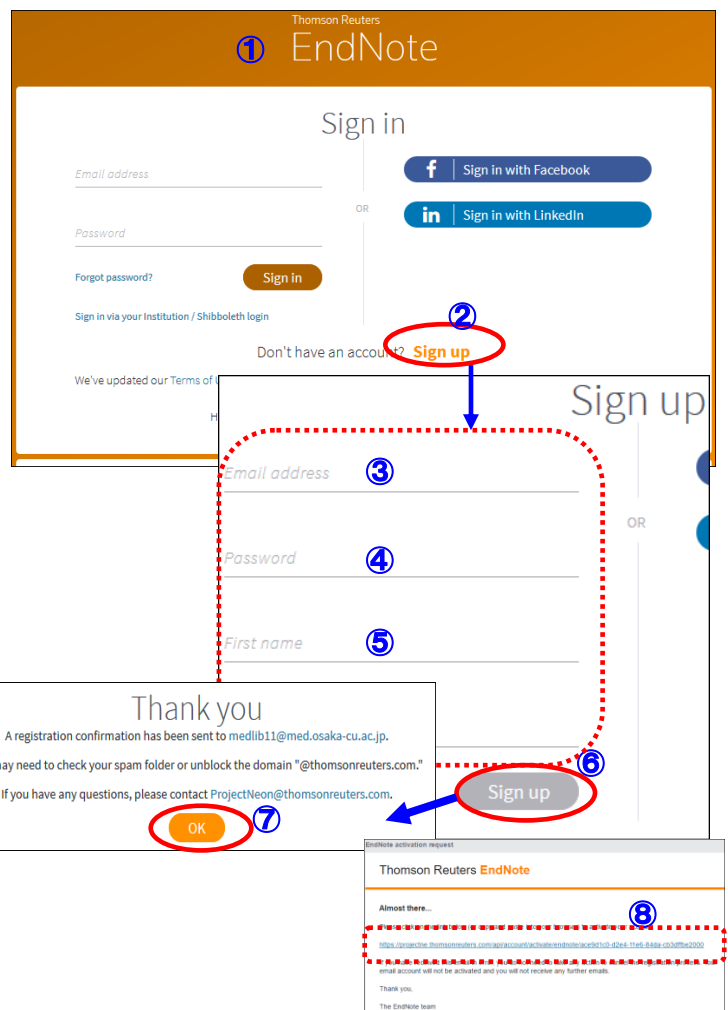 Thomson Reuters
① EndNote
Sign in
Email address
Sign in with Facebook
OR
in Sign in with LinkedIn
Password
Forgot password?
Sign in
Sign in via your Institution / Shibboleth login
②
Don't have an account? Sign up
We've updated our Terms of
H
Sign up
Email address ③
OR
Password ④
First name ⑤
Thank you
A registration confirmation has been sent to medlib11@med.osaka-cu.ac.jp.
may need to check your spam folder or unblock the domain "@thomsonreuters.com."
If you have any questions, please contact ProjectNeon@thomsonreuters.com.
OK ⑦
⑥
Sign up
EndNote activation request
Thomson Reuters EndNote
Almost there...
⑧
https://projectne.thomsonreuters.com/api/account/activate/endnote/ace9d1c0-d2e4-11e6-84da-cb3dffbe2000
email account will not be activated and you will not receive any further emails.
Thank you,
The EndNote team